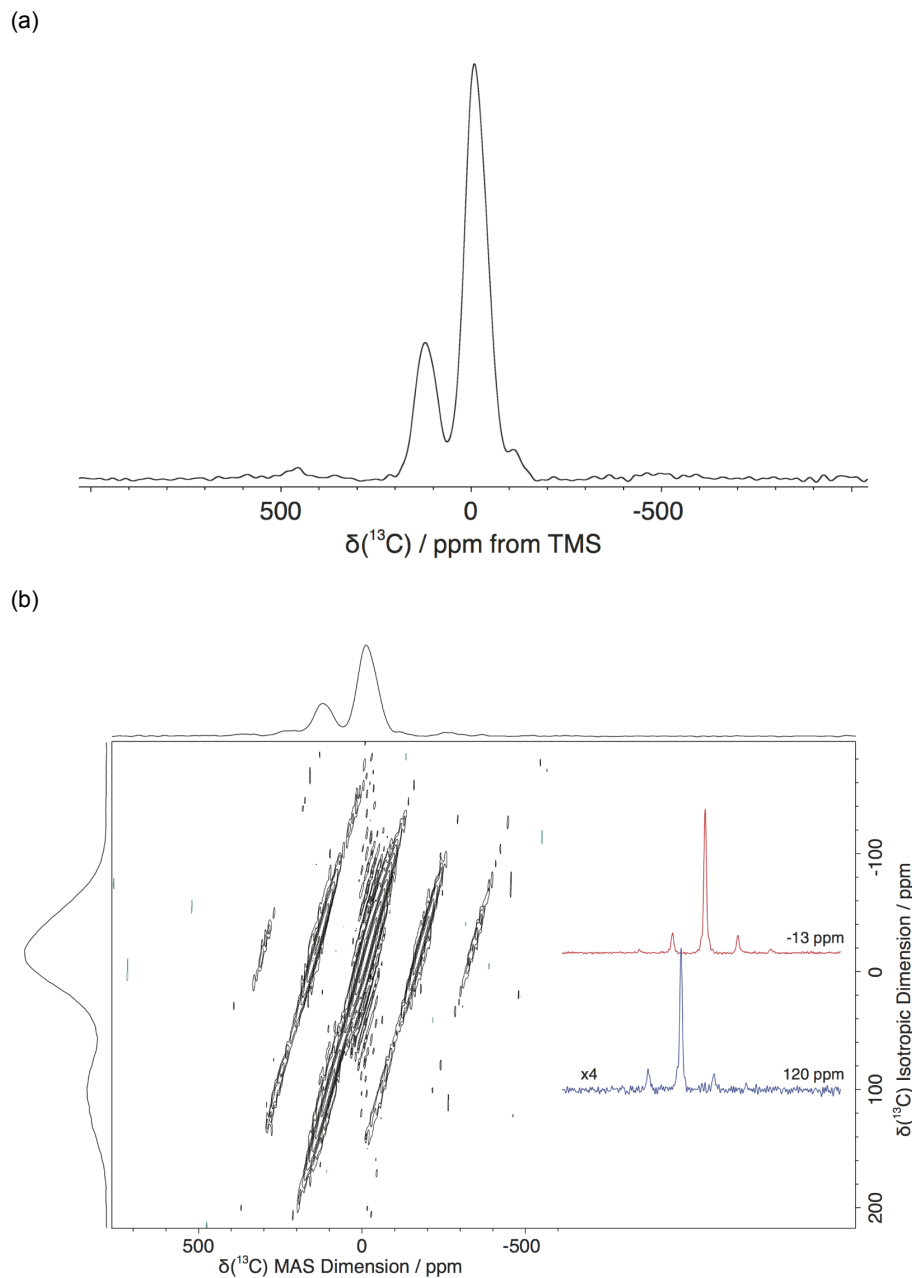 (a)
500
0
-500
δ(¹³C) / ppm from TMS
(b)
-100
-13 ppm
0
x4
120 ppm
100
200
δ(¹³C) Isotropic Dimension / ppm
500
0
-500
δ(¹³C) MAS Dimension / ppm